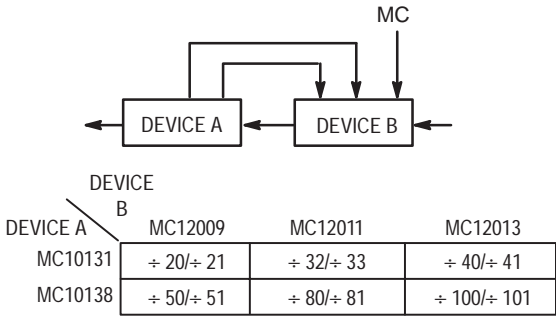 MC
DEVICE A DEVICE B
DEVICE
B
DEVICE A MC12009 MC12011 MC12013
MC10131 ÷ 20/÷ 21 ÷ 32/÷ 33 ÷ 40/÷ 41
MC10138 ÷ 50/÷ 51 ÷ 80/÷ 81 ÷ 100/÷ 101